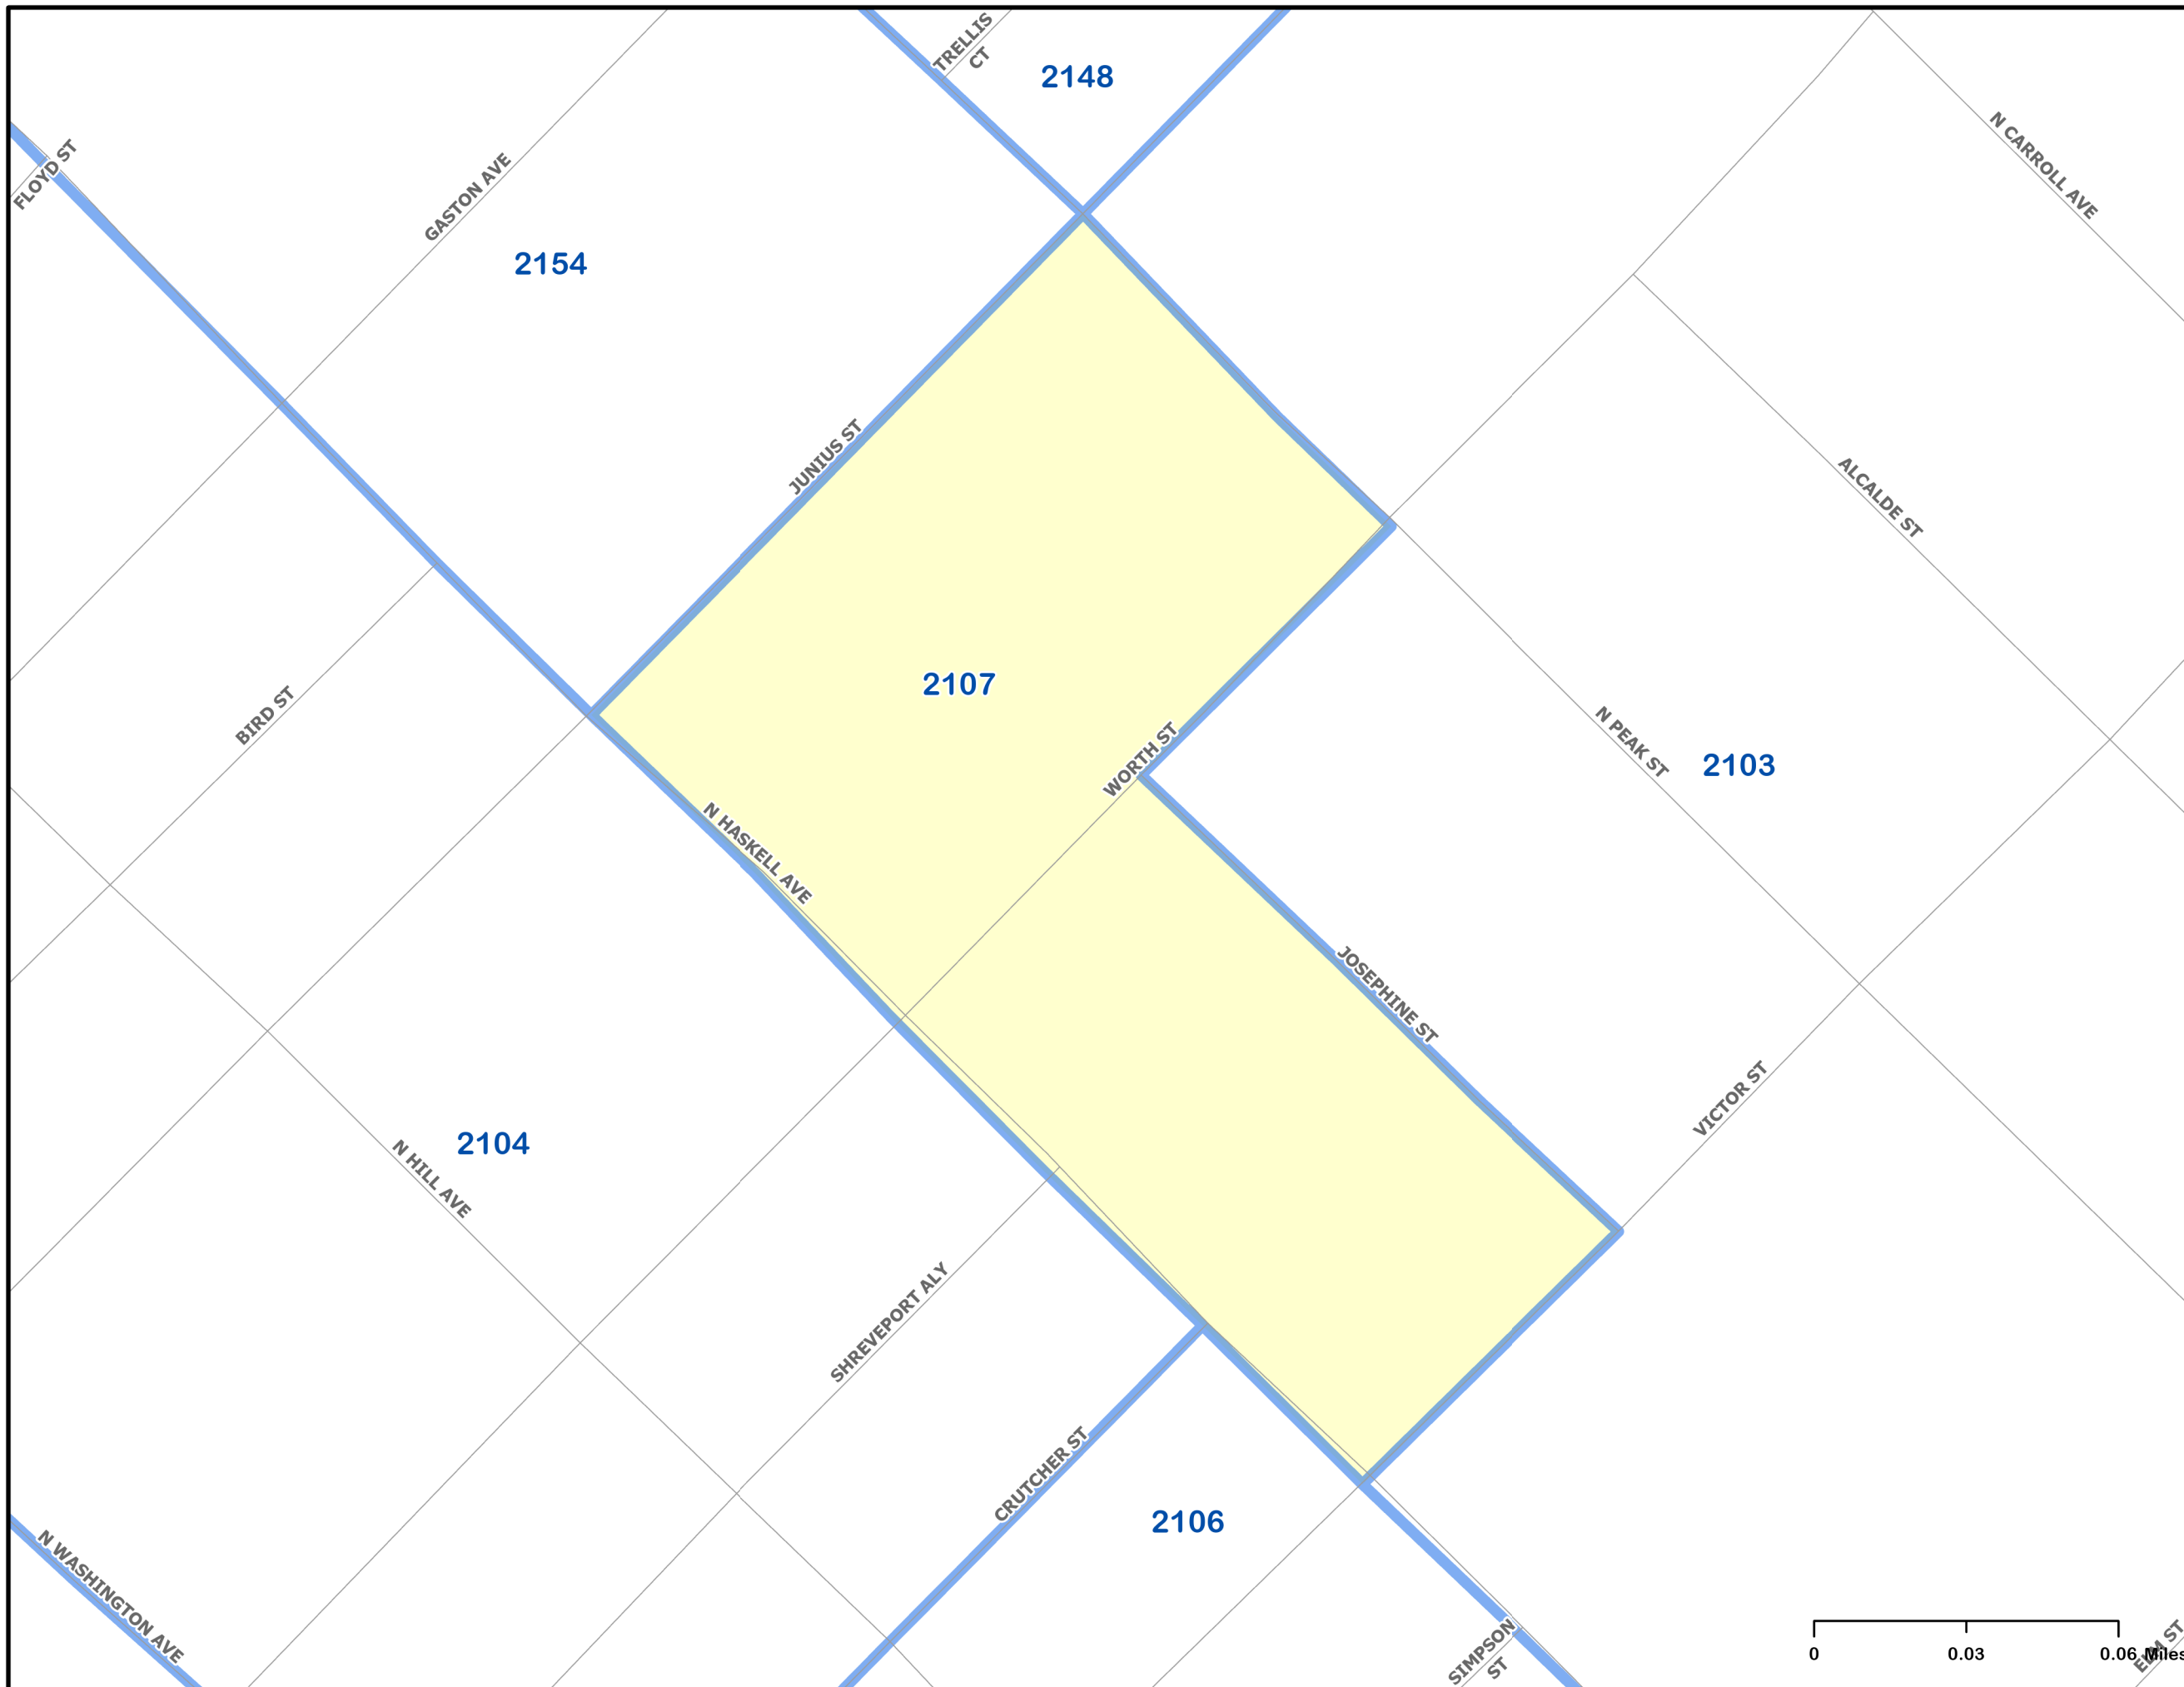 TRELLIS
CT
2148
N CARROLL AVE
FLOYD ST
GASTON AVE
2154
JUNIUS ST
ALCALDE ST
2107
BIRD ST
WORTH ST
N PEAK ST
2103
N HASKELL AVE
JOSEPHINE ST
VICTOR ST
2104
N HILL AVE
SHREVEPORT ALY
CRUTCHER ST
2106
N WASHINGTON AVE
SIMPSON
ST
ELM ST
0 0.03 0.06 Miles